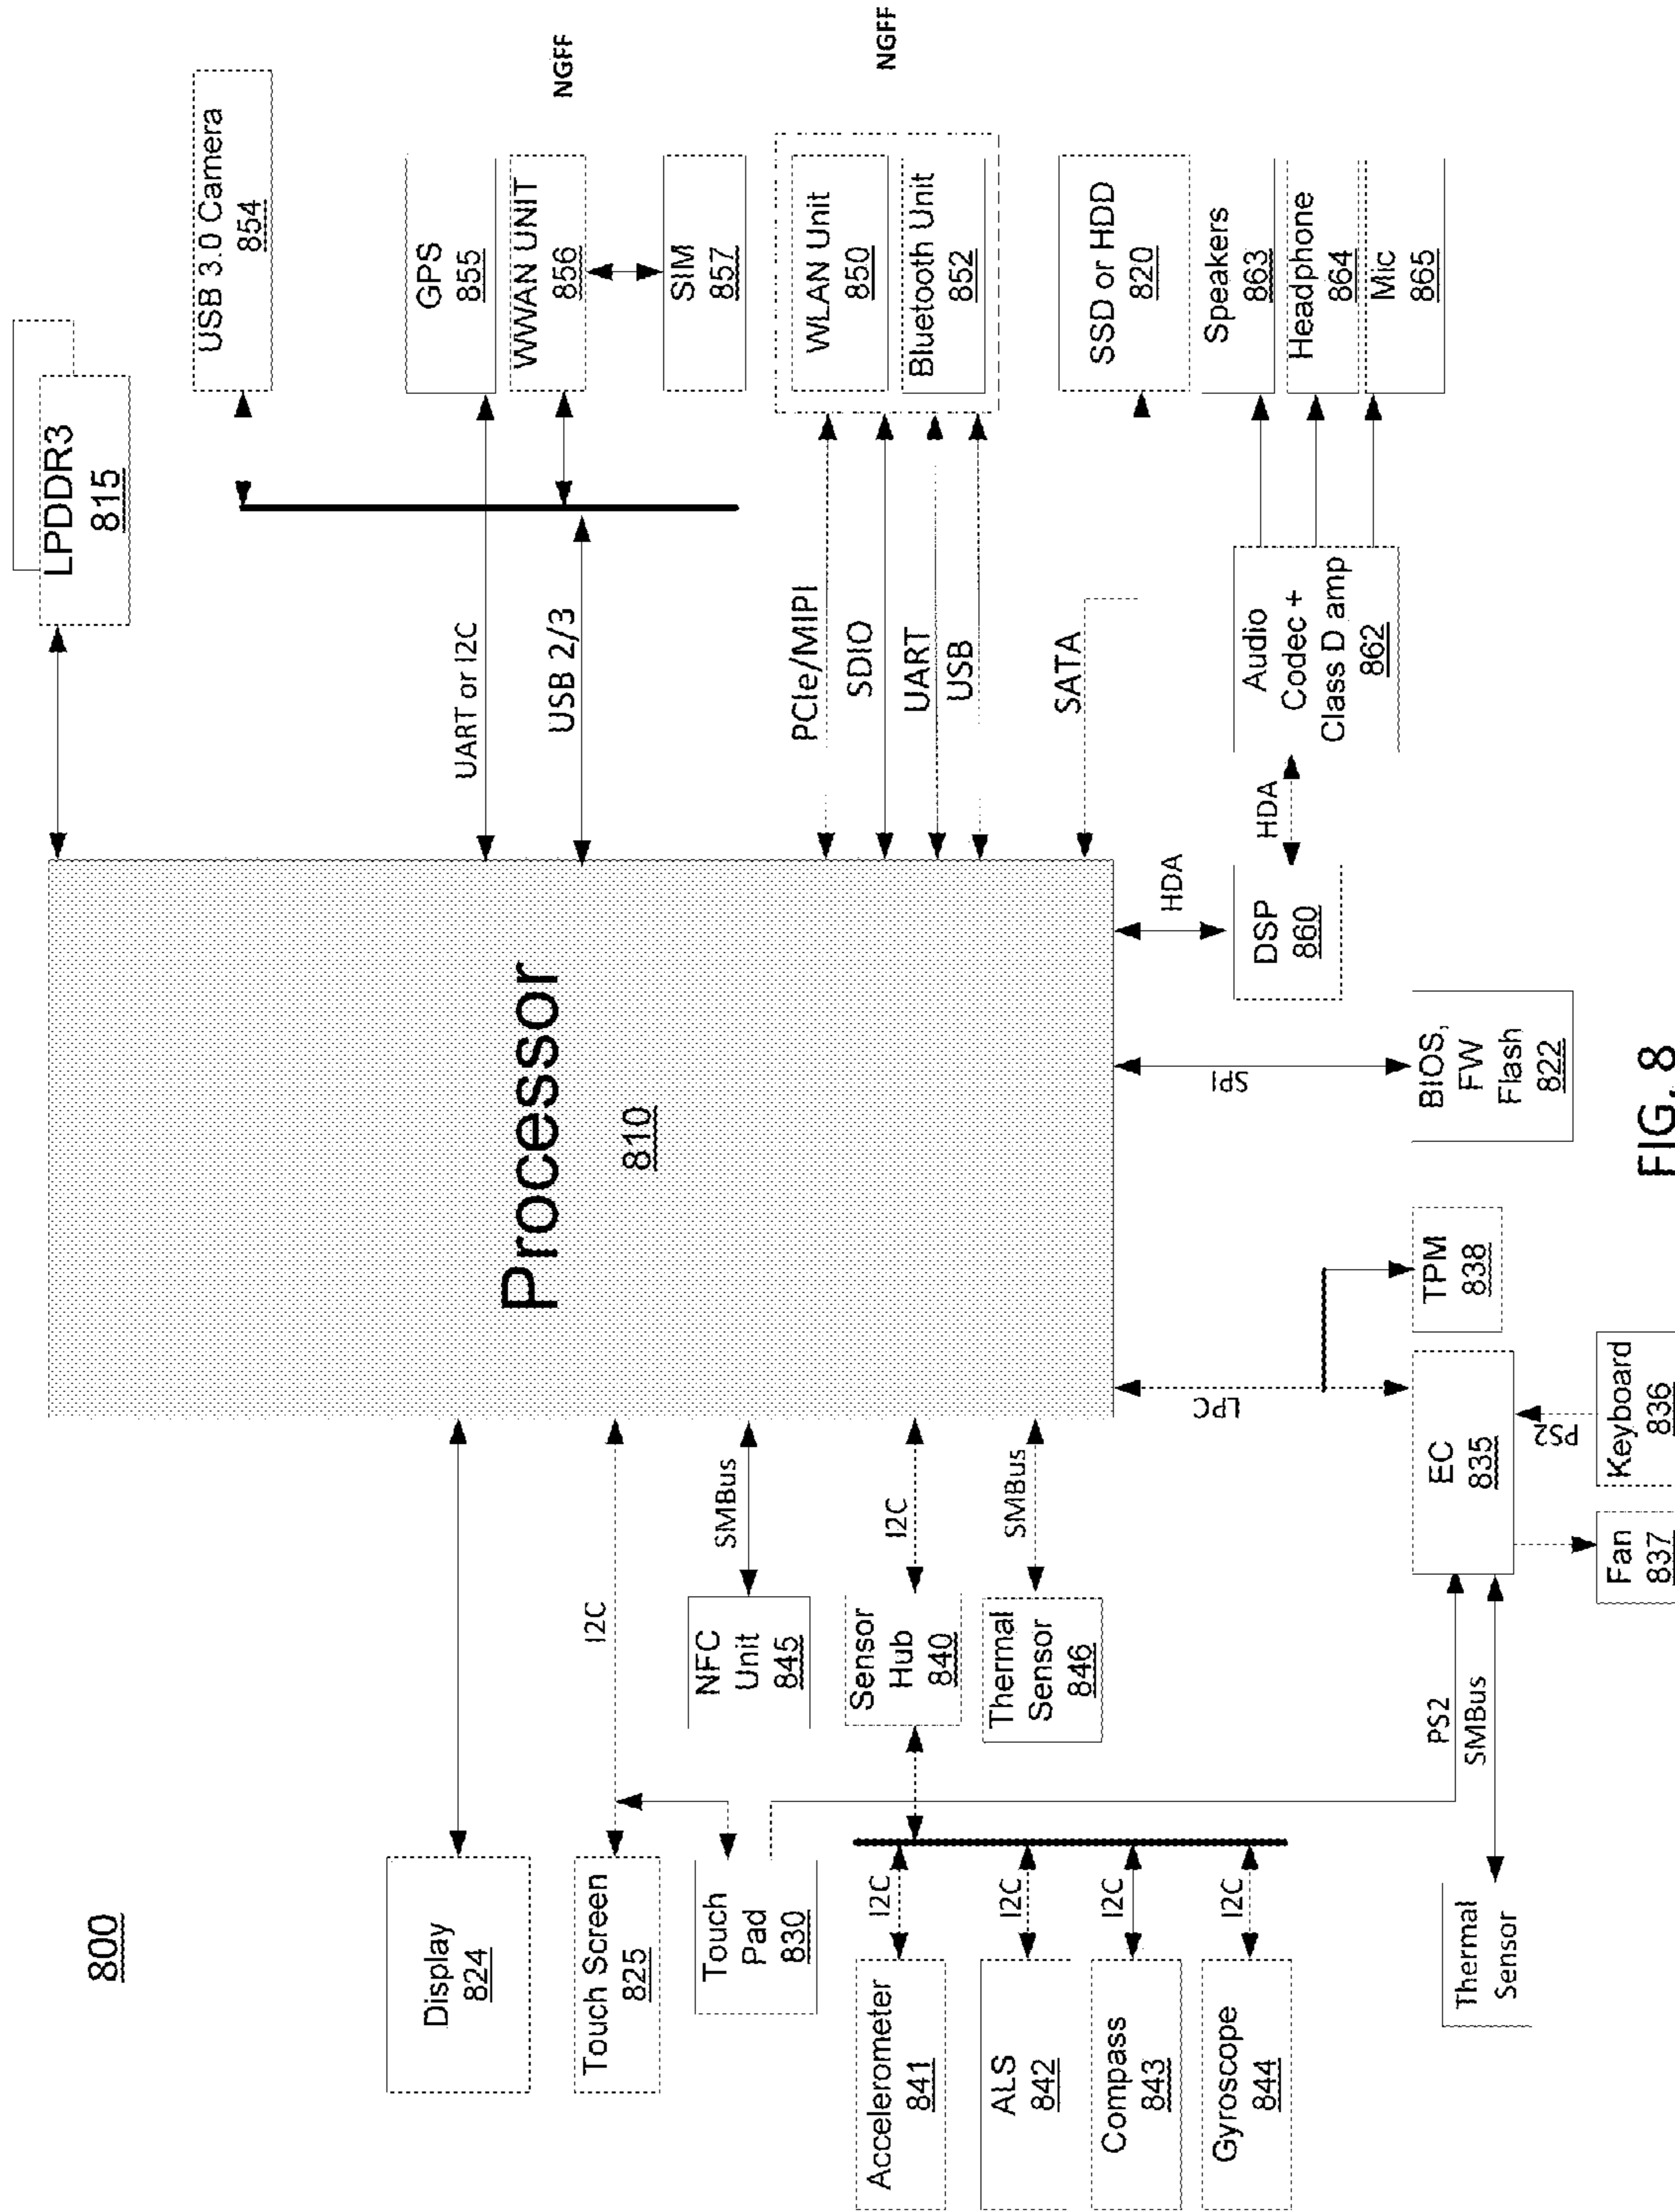 800
LPDDR3
815
USB 3.0 Camera
854
Display
824
UART or I2C
GPS
855
WWAN UNIT
856
NGFF
USB 2/3
SIM
857
Touch Screen
825
I2C
Processor
810
Touch
Pad
830
NFC
Unit
845
SMBus
PCIe/MIPI
SDIO
UART
USB
WLAN Unit
850
Bluetooth Unit
852
NGFF
Accelerometer
841
I2C
ALS
842
I2C
Compass
843
I2C
Gyroscope
844
I2C
Sensor
Hub
840
I2C
Thermal
Sensor
846
SMBus
SATA
SSD or HDD
820
HDA
DSP
860
HDA
Audio
Codec +
Class D amp
862
Speakers
863
Headphone
864
Mic
865
LPC
SPI
PS2
SMBus
Thermal
Sensor
EC
835
TPM
838
BIOS,
FW
Flash
822
PS2
Fan
837
Keyboard
836
FIG. 8